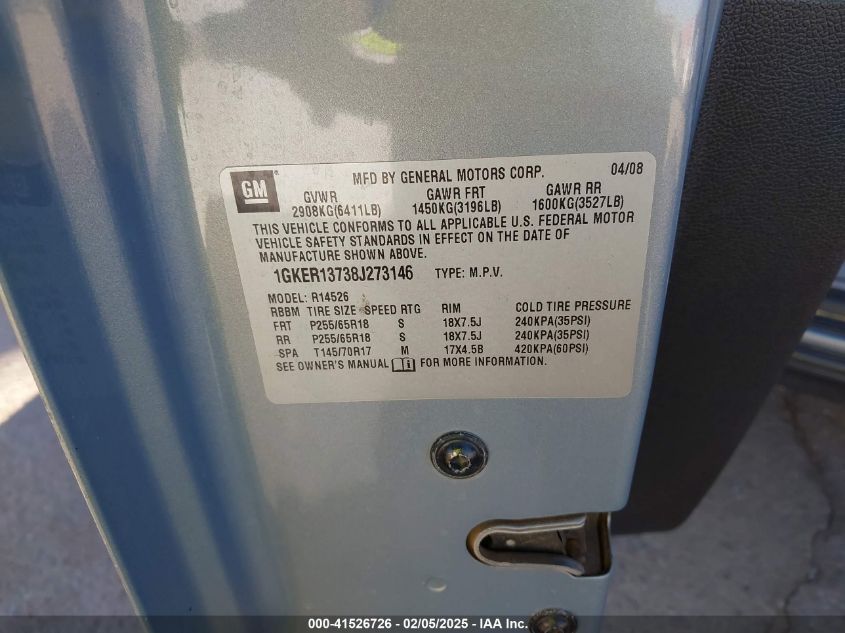 GM
MFD BY GENERAL MOTORS CORP. 04/08
GVWR GAWR FRT GAWR RR
2908KG(6411LB) 1450KG(3196LB) 1600KG(3527LB)
THIS VEHICLE CONFORMS TO ALL APPLICABLE U.S. FEDERAL MOTOR
VEHICLE SAFETY STANDARDS IN EFFECT ON THE DATE OF
MANUFACTURE SHOWN ABOVE.
1GKER13738J273146 TYPE: M.P.V.
MODEL: R14526
RBBM TIRE SIZE SPEED RTG RIM COLD TIRE PRESSURE
FRT P255/65R18 S 18X7.5J 240KPA(35PSI)
RR P255/65R18 S 18X7.5J 240KPA(35PSI)
SPA T145/70R17 M 17X4.5B 420KPA(60PSI)
SEE OWNER'S MANUAL i FOR MORE INFORMATION.
000-41526726 - 02/05/2025 - IAA Inc.